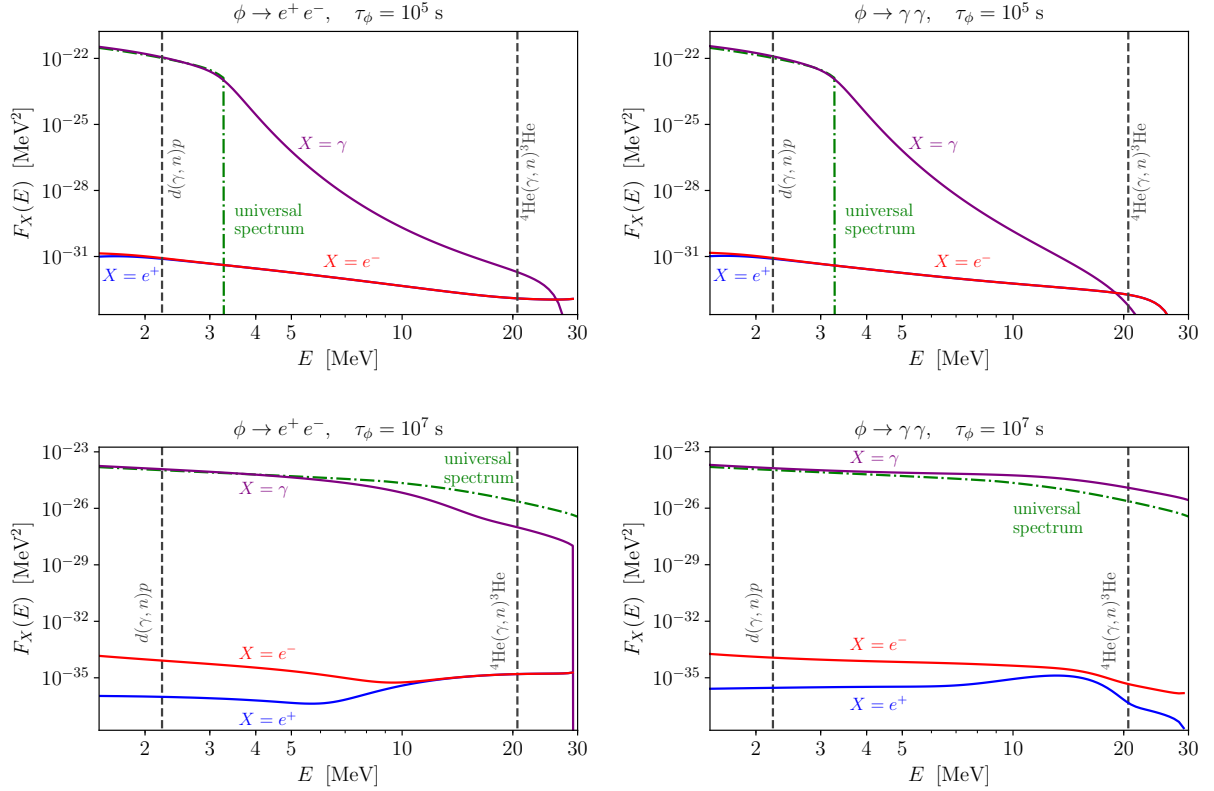 ϕ → e⁺ e⁻, τ_ϕ = 10⁵ s
F_X(E) [MeV²]
10⁻²²
10⁻²⁵
10⁻²⁸
10⁻³¹
d(γ, n)p
X = γ
universal
spectrum
⁴He(γ, n)³He
X = e⁻
X = e⁺
2 3 4 5 10 20 30
E [MeV]
ϕ → γ γ, τ_ϕ = 10⁵ s
F_X(E) [MeV²]
10⁻²²
10⁻²⁵
10⁻²⁸
10⁻³¹
d(γ, n)p
X = γ
universal
spectrum
⁴He(γ, n)³He
X = e⁻
X = e⁺
2 3 4 5 10 20 30
E [MeV]
ϕ → e⁺ e⁻, τ_ϕ = 10⁷ s
F_X(E) [MeV²]
10⁻²³
10⁻²⁶
10⁻²⁹
10⁻³²
10⁻³⁵
universal
spectrum
X = γ
d(γ, n)p
⁴He(γ, n)³He
X = e⁻
X = e⁺
2 3 4 5 10 20 30
E [MeV]
ϕ → γ γ, τ_ϕ = 10⁷ s
F_X(E) [MeV²]
10⁻²³
10⁻²⁶
10⁻²⁹
10⁻³²
10⁻³⁵
X = γ
universal
spectrum
d(γ, n)p
⁴He(γ, n)³He
X = e⁻
X = e⁺
2 3 4 5 10 20 30
E [MeV]